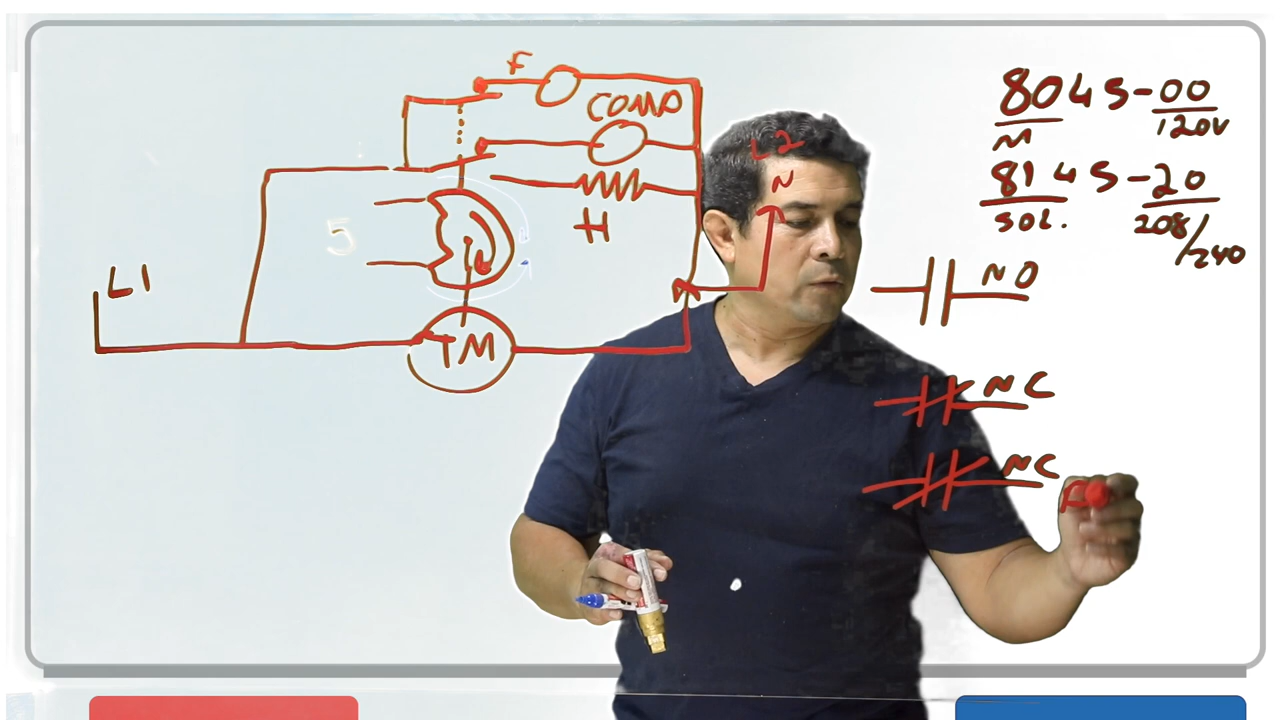 F
COMP
H
5
L1
TM
L2
N
8045-00
M 120V
8145-20
SOL. 208/240
NO
NC
NC